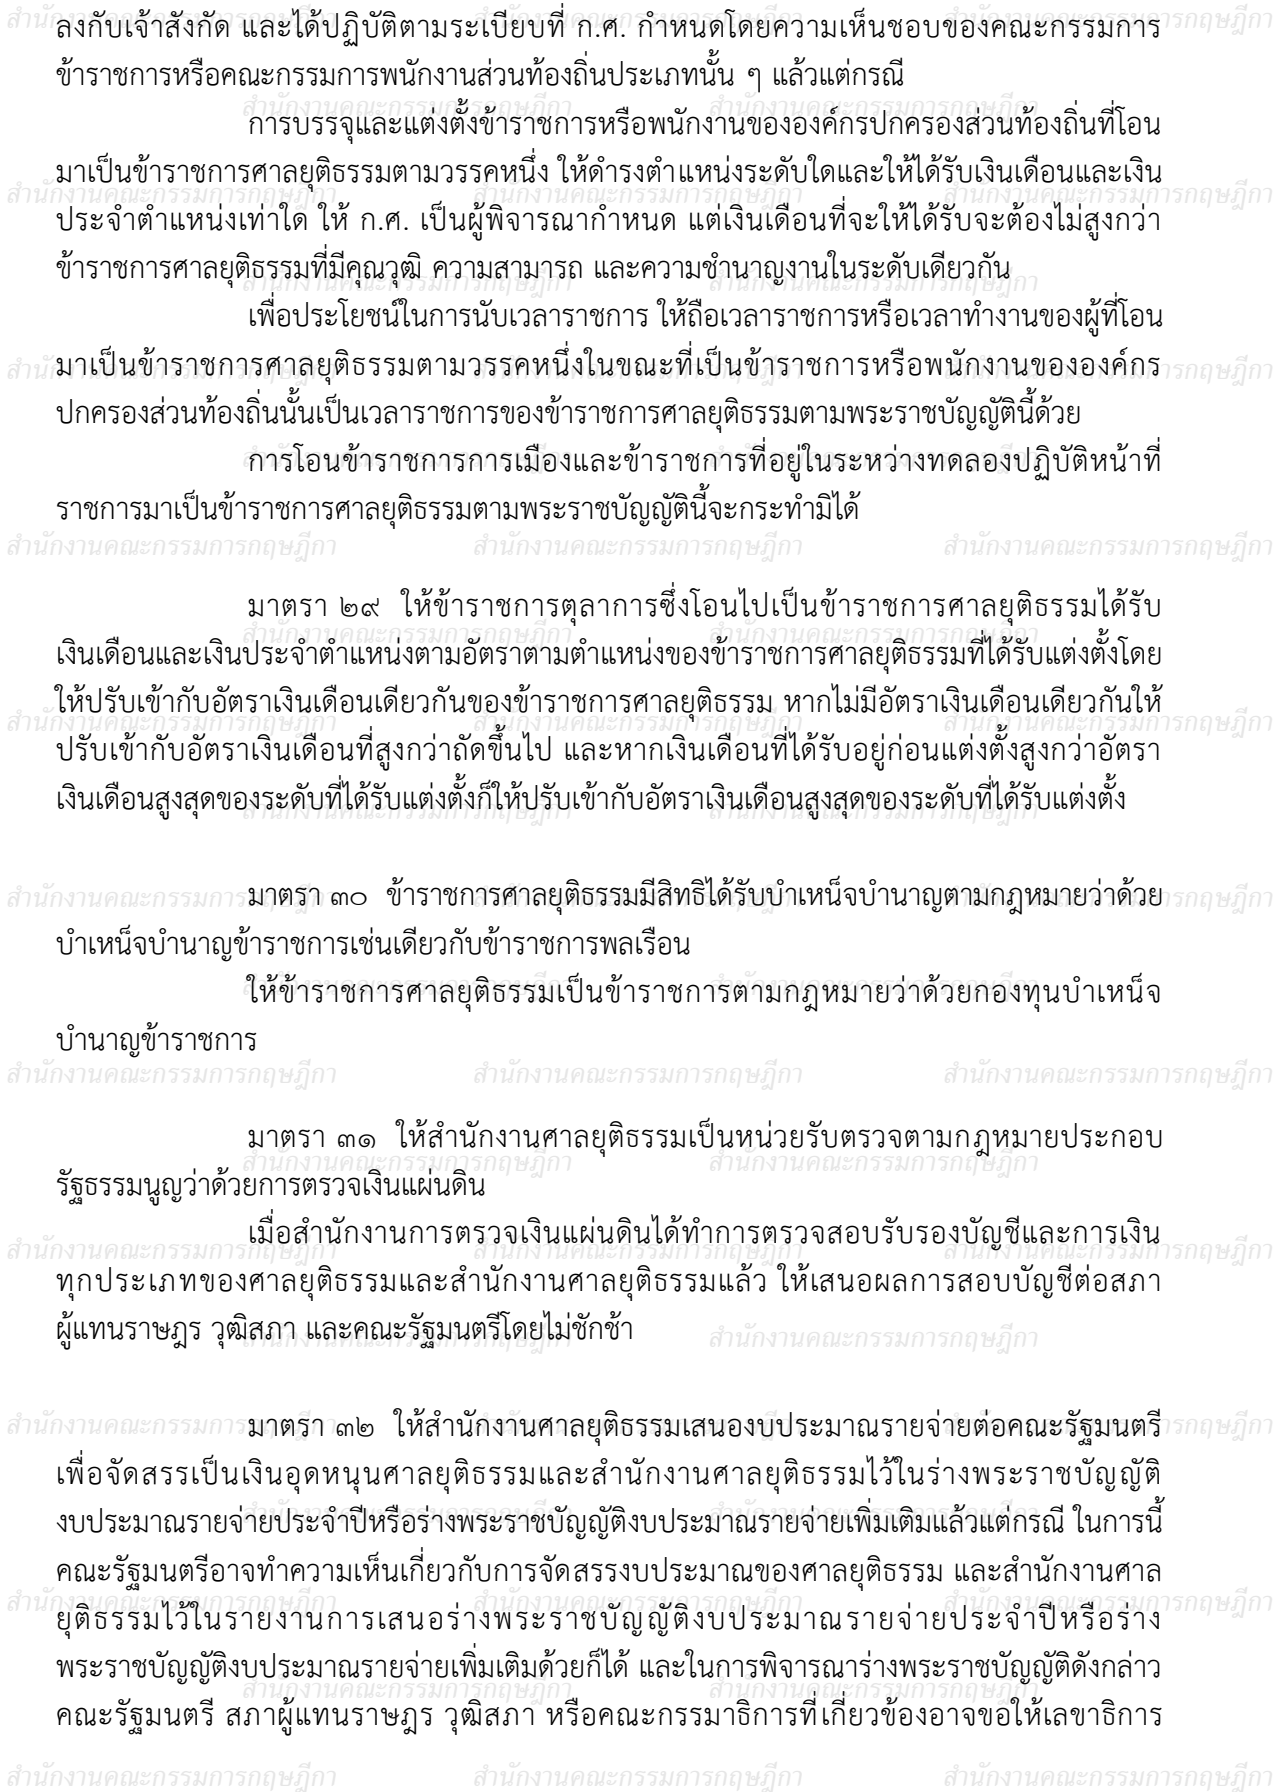 ลงกับเจ้าสังกัด และได้ปฏิบัติตามระเบียบที่ ก.ศ. กำหนดโดยความเห็นชอบของคณะกรรมการ
ข้าราชการหรือคณะกรรมการพนักงานส่วนท้องถิ่นประเภทนั้น ๆ แล้วแต่กรณี
การบรรจุและแต่งตั้งข้าราชการหรือพนักงานขององค์กรปกครองส่วนท้องถิ่นที่โอน
มาเป็นข้าราชการศาลยุติธรรมตามวรรคหนึ่ง ให้ดำรงตำแหน่งระดับใดและให้ได้รับเงินเดือนและเงิน
ประจำตำแหน่งเท่าใด ให้ ก.ศ. เป็นผู้พิจารณากำหนด แต่เงินเดือนที่จะให้ได้รับจะต้องไม่สูงกว่า
ข้าราชการศาลยุติธรรมที่มีคุณวุฒิ ความสามารถ และความชำนาญงานในระดับเดียวกัน
เพื่อประโยชน์ในการนับเวลาราชการ ให้ถือเวลาราชการหรือเวลาทำงานของผู้ที่โอน
มาเป็นข้าราชการศาลยุติธรรมตามวรรคหนึ่งในขณะที่เป็นข้าราชการหรือพนักงานขององค์กร
ปกครองส่วนท้องถิ่นนั้นเป็นเวลาราชการของข้าราชการศาลยุติธรรมตามพระราชบัญญัตินี้ด้วย
การโอนข้าราชการการเมืองและข้าราชการที่อยู่ในระหว่างทดลองปฏิบัติหน้าที่
ราชการมาเป็นข้าราชการศาลยุติธรรมตามพระราชบัญญัตินี้จะกระทำมิได้
มาตรา ๒๙ ให้ข้าราชการตุลาการซึ่งโอนไปเป็นข้าราชการศาลยุติธรรมได้รับ
เงินเดือนและเงินประจำตำแหน่งตามอัตราตามตำแหน่งของข้าราชการศาลยุติธรรมที่ได้รับแต่งตั้งโดย
ให้ปรับเข้ากับอัตราเงินเดือนเดียวกันของข้าราชการศาลยุติธรรม หากไม่มีอัตราเงินเดือนเดียวกันให้
ปรับเข้ากับอัตราเงินเดือนที่สูงกว่าถัดขึ้นไป และหากเงินเดือนที่ได้รับอยู่ก่อนแต่งตั้งสูงกว่าอัตรา
เงินเดือนสูงสุดของระดับที่ได้รับแต่งตั้งก็ให้ปรับเข้ากับอัตราเงินเดือนสูงสุดของระดับที่ได้รับแต่งตั้ง
มาตรา ๓๐ ข้าราชการศาลยุติธรรมมีสิทธิได้รับบำเหน็จบำนาญตามกฎหมายว่าด้วย
บำเหน็จบำนาญข้าราชการเช่นเดียวกับข้าราชการพลเรือน
ให้ข้าราชการศาลยุติธรรมเป็นข้าราชการตามกฎหมายว่าด้วยกองทุนบำเหน็จ
บำนาญข้าราชการ
มาตรา ๓๑ ให้สำนักงานศาลยุติธรรมเป็นหน่วยรับตรวจตามกฎหมายประกอบ
รัฐธรรมนูญว่าด้วยการตรวจเงินแผ่นดิน
เมื่อสำนักงานการตรวจเงินแผ่นดินได้ทำการตรวจสอบรับรองบัญชีและการเงิน
ทุกประเภทของศาลยุติธรรมและสำนักงานศาลยุติธรรมแล้ว ให้เสนอผลการสอบบัญชีต่อสภา
ผู้แทนราษฎร วุฒิสภา และคณะรัฐมนตรีโดยไม่ชักช้า
มาตรา ๓๒ ให้สำนักงานศาลยุติธรรมเสนองบประมาณรายจ่ายต่อคณะรัฐมนตรี
เพื่อจัดสรรเป็นเงินอุดหนุนศาลยุติธรรมและสำนักงานศาลยุติธรรมไว้ในร่างพระราชบัญญัติ
งบประมาณรายจ่ายประจำปีหรือร่างพระราชบัญญัติงบประมาณรายจ่ายเพิ่มเติมแล้วแต่กรณี ในการนี้
คณะรัฐมนตรีอาจทำความเห็นเกี่ยวกับการจัดสรรงบประมาณของศาลยุติธรรม และสำนักงานศาล
ยุติธรรมไว้ในรายงานการเสนอร่างพระราชบัญญัติงบประมาณรายจ่ายประจำปีหรือร่าง
พระราชบัญญัติงบประมาณรายจ่ายเพิ่มเติมด้วยก็ได้ และในการพิจารณาร่างพระราชบัญญัติดังกล่าว
คณะรัฐมนตรี สภาผู้แทนราษฎร วุฒิสภา หรือคณะกรรมาธิการที่เกี่ยวข้องอาจขอให้เลขาธิการ
สำนักงานคณะกรรมการกฤษฎีกา สำนักงานคณะกรรมการกฤษฎีกา สำนักงานคณะกรรมการกฤษฎีกา